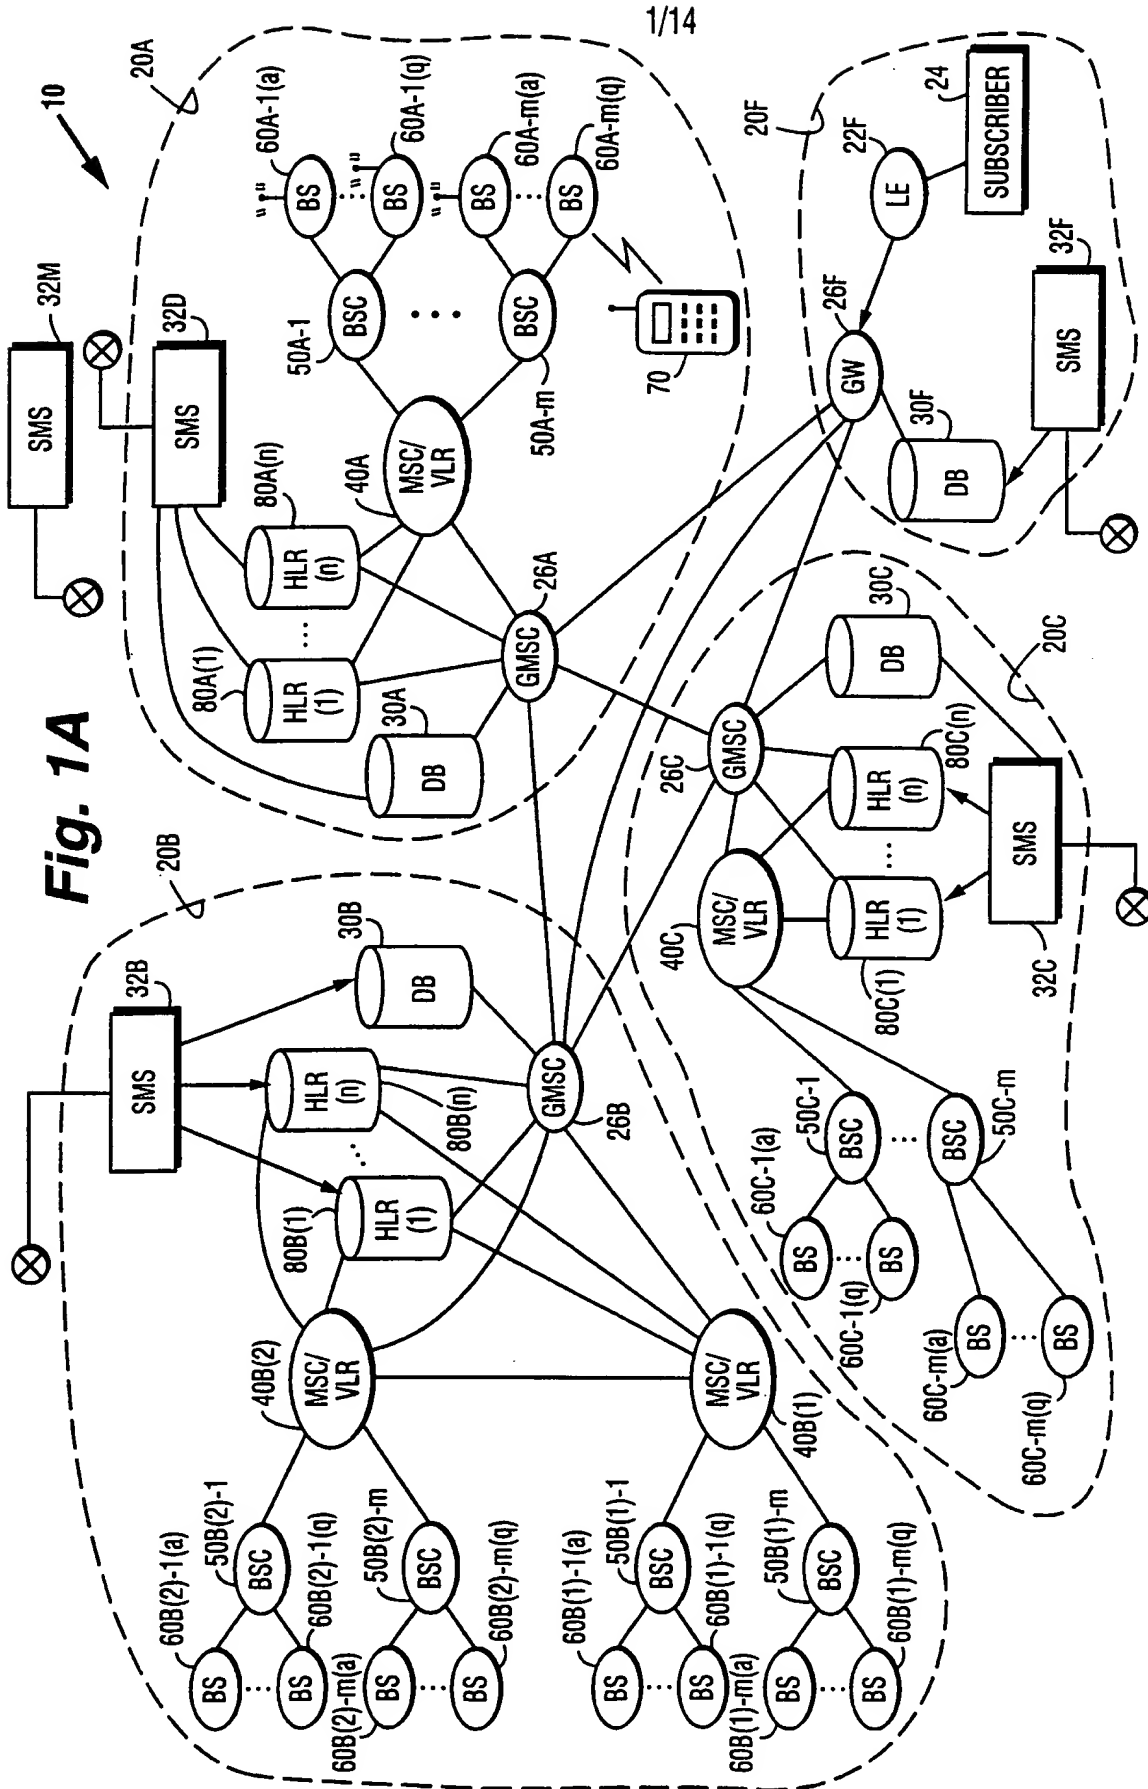 1/14
Fig. 1A
10
20A
32M
SMS
32D
SMS
80A(n)
HLR
(n)
...
80A(1)
HLR
(1)
30A
DB
40A
MSC/
VLR
26A
GMSC
50A-1
BSC
...
BSC
50A-m
60A-1(a)
BS
...
BS
60A-1(q)
BS
60A-m(a)
...
BS
60A-m(q)
70
20B
32B
SMS
30B
DB
HLR
(n)
80B(n)
...
80B(1)
HLR
(1)
GMSC
26B
40B(2)
MSC/
VLR
MSC/
VLR
40B(1)
50B(2)-1
BSC
50B(2)-m
BSC
60B(2)-1(a)
BS
...
BS
60B(2)-1(q)
60B(2)-m(a)
BS
...
BS
60B(2)-m(q)
50B(1)-1
BSC
50B(1)-m
BSC
60B(1)-1(a)
BS
...
BS
60B(1)-1(q)
60B(1)-m(a)
BS
...
BS
60B(1)-m(q)
20C
26C
GMSC
30C
DB
80C(n)
HLR
(n)
...
HLR
(1)
80C(1)
SMS
32C
40C
MSC/
VLR
50C-1
BSC
...
BSC
50C-m
60C-1(a)
BS
...
BS
60C-1(q)
60C-m(a)
BS
...
BS
60C-m(q)
20F
22F
LE
24
SUBSCRIBER
26F
GW
30F
DB
32F
SMS